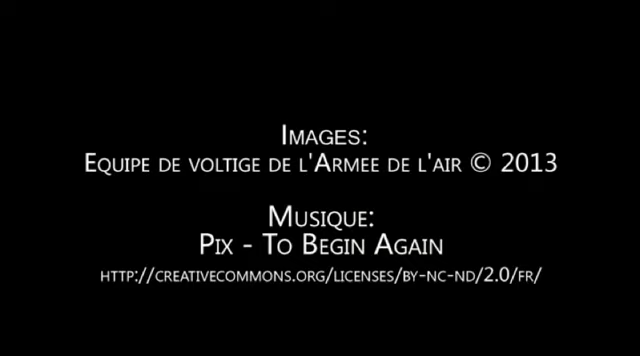 Images:
Equipe de voltige de l'Armee de l'air © 2013
Musique:
Pix - To Begin Again
http://creativecommons.org/licenses/by-nc-nd/2.0/fr/